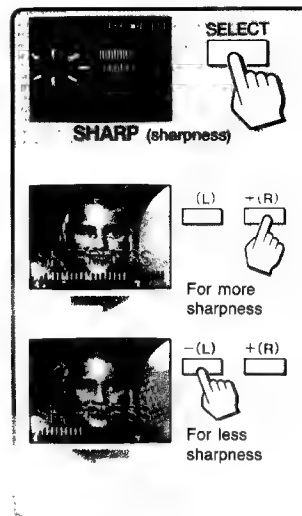 SELECT
SHARP (sharpness)
(L) +(R)
For more
sharpness
−(L) +(R)
For less
sharpness